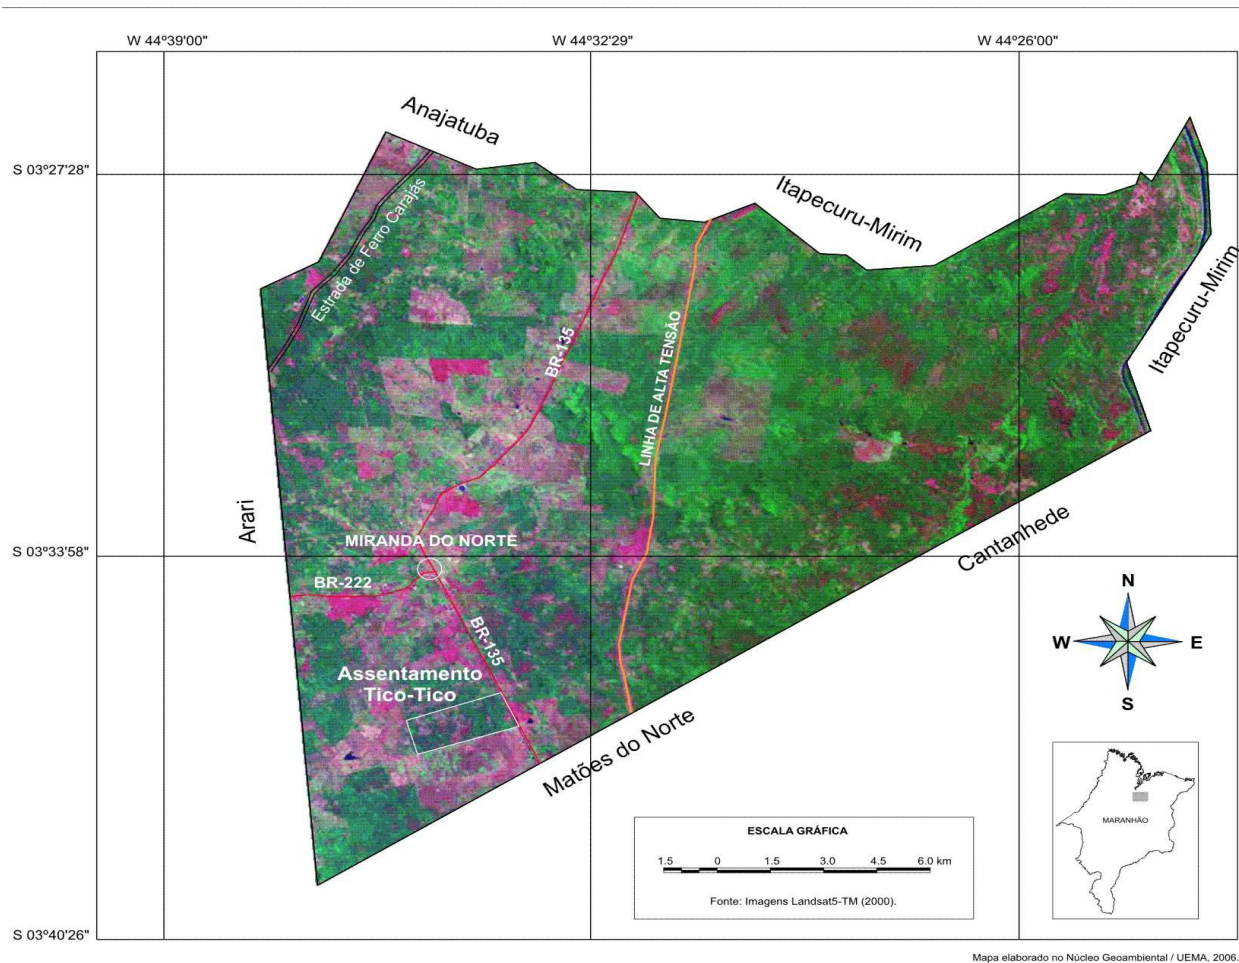 W 44º39'00"
W 44º32'29"
W 44º26'00"
Anajatuba
S 03º27'28"
Itapecuru-Mirim
Estrada de Ferro Carajás
Itapecuru-Mirim
BR-135
LINHA DE ALTA TENSÃO
Arari
MIRANDA DO NORTE
S 03º33'58"
Cantanhede
BR-222
BR-135
N
W
E
S
Assentamento
Tico-Tico
Matões do Norte
MARANHÃO
ESCALA GRÁFICA
1.5 0 1.5 3.0 4.5 6.0 km
Fonte: Imagens Landsat5-TM (2000).
S 03º40'26"
Mapa elaborado no Núcleo Geoambiental / UEMA, 2006.